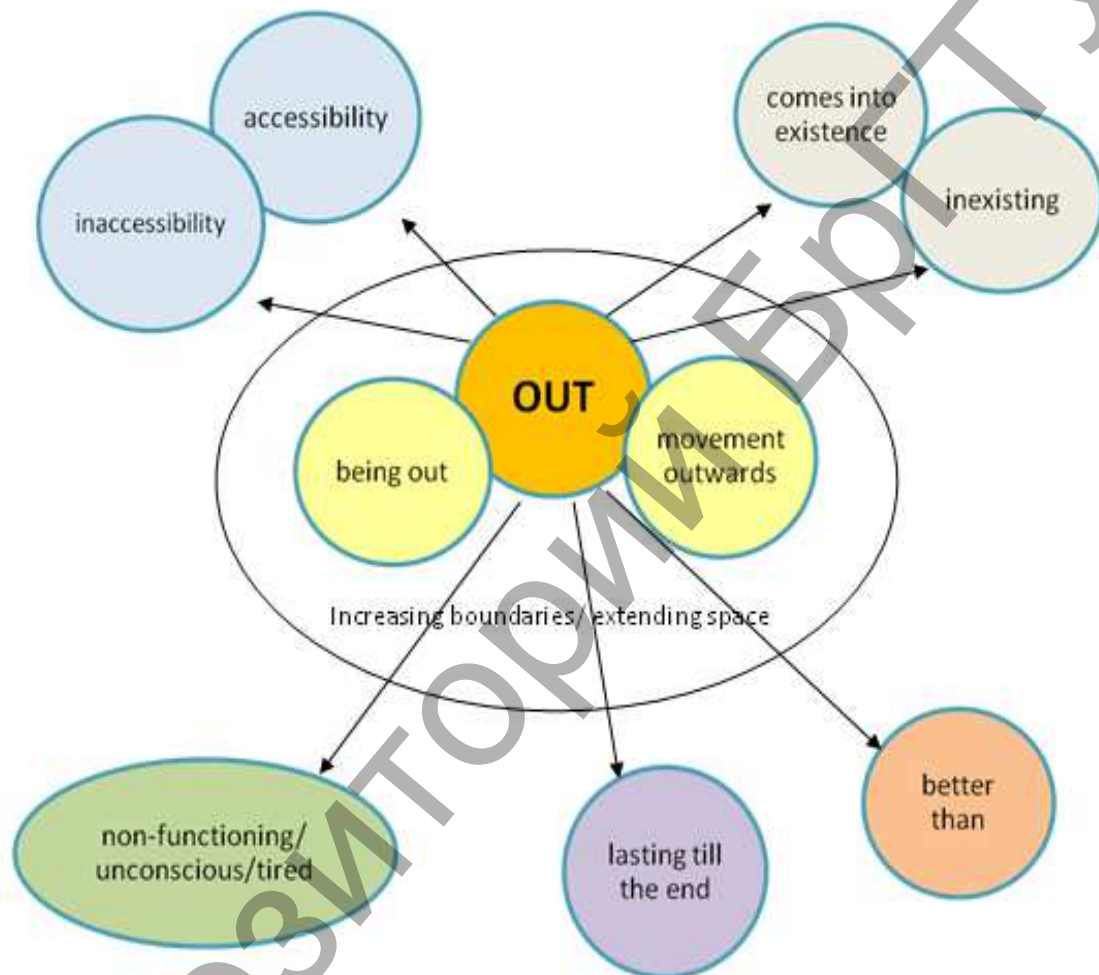 accessibility
inaccessibility
comes into
existence
inexisting
OUT
being out
movement
outwards
Increasing boundaries/ extending space
non-functioning/
unconscious/tired
lasting till
the end
better
than